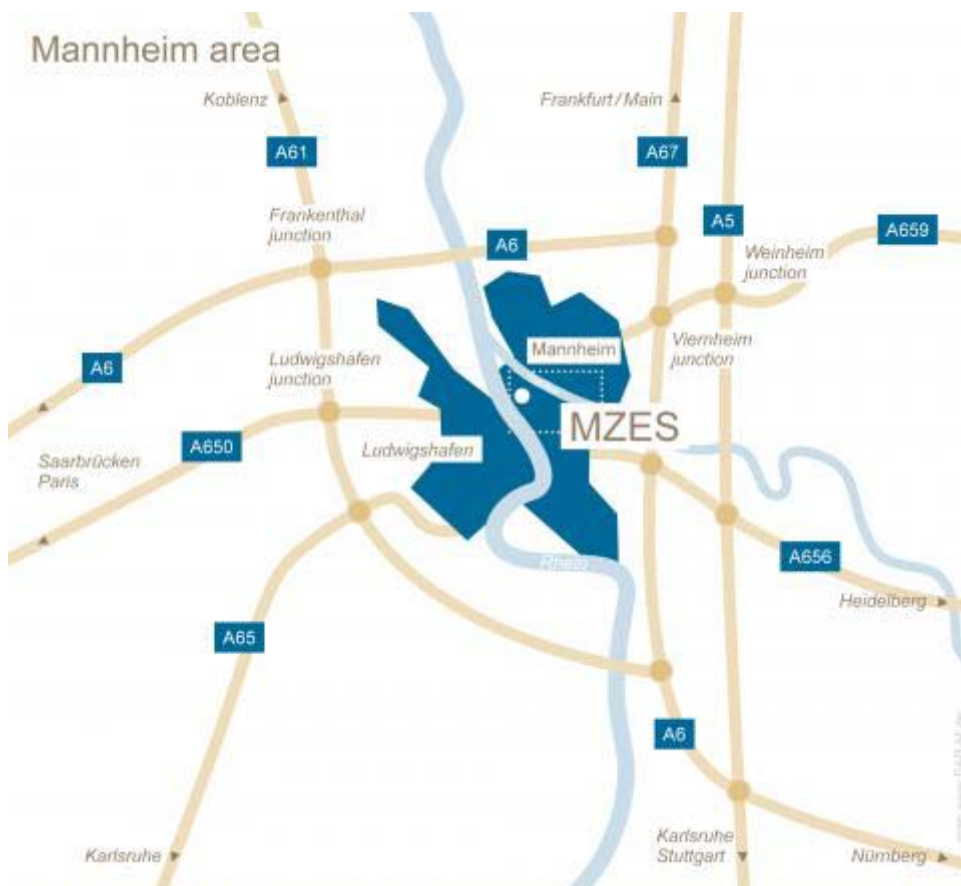 Mannheim area
Koblenz
Frankfurt/Main
A61
A67
Frankenthal
junction
A5
A659
A6
Weinheim
junction
Mannheim
Viernheim
junction
Ludwigshafen
junction
A6
MZES
A650
Ludwigshafen
Saarbrücken
Paris
A656
Rhein
Heidelberg
A65
A6
Karlsruhe
Karlsruhe
Stuttgart
Nürnberg